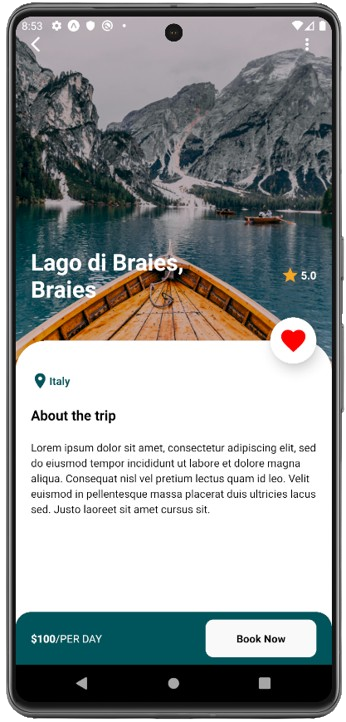 8:53
Lago di Braies,
Braies
5.0
Italy
About the trip
Lorem ipsum dolor sit amet, consectetur adipiscing elit, sed
do eiusmod tempor incididunt ut labore et dolore magna
aliqua. Consequat nisl vel pretium lectus quam id leo. Velit
euismod in pellentesque massa placerat duis ultricies lacus
sed. Justo laoreet sit amet cursus sit.
$100/PER DAY
Book Now